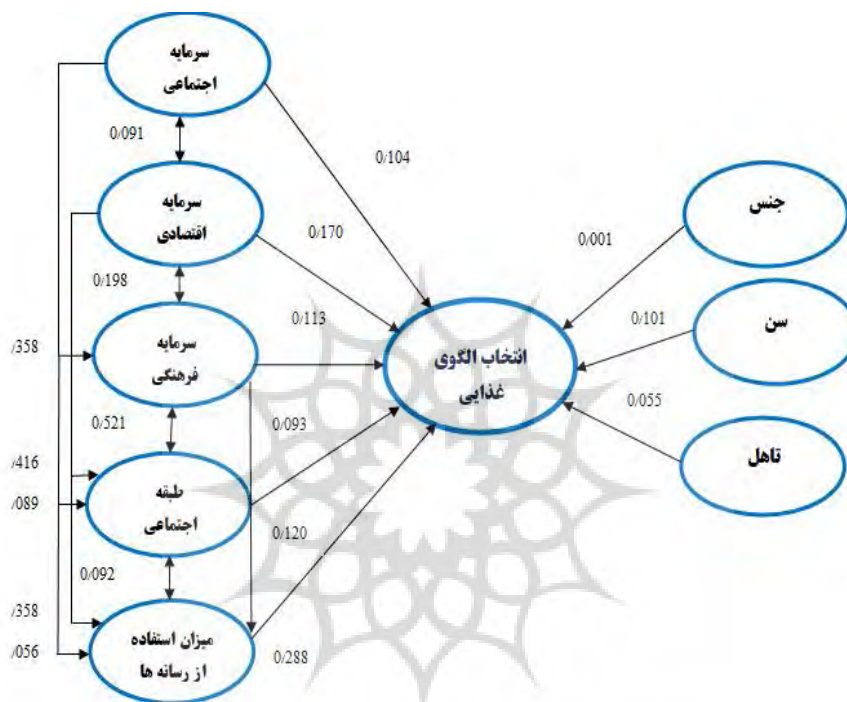 سرمایه
اجتماعی
0/091
0/104
سرمایه
اقتصادی
جنس
0/170
0/001
0/198
سن
0/113
0/101
/358
سرمایه
فرهنگی
انتخاب الگوی
غذایی
0/521
0/093
0/055
تاهل
/416
/089
طبقه
اجتماعی
0/120
0/092
/358
/056
میزان استفاده
از رسانه ها
0/288